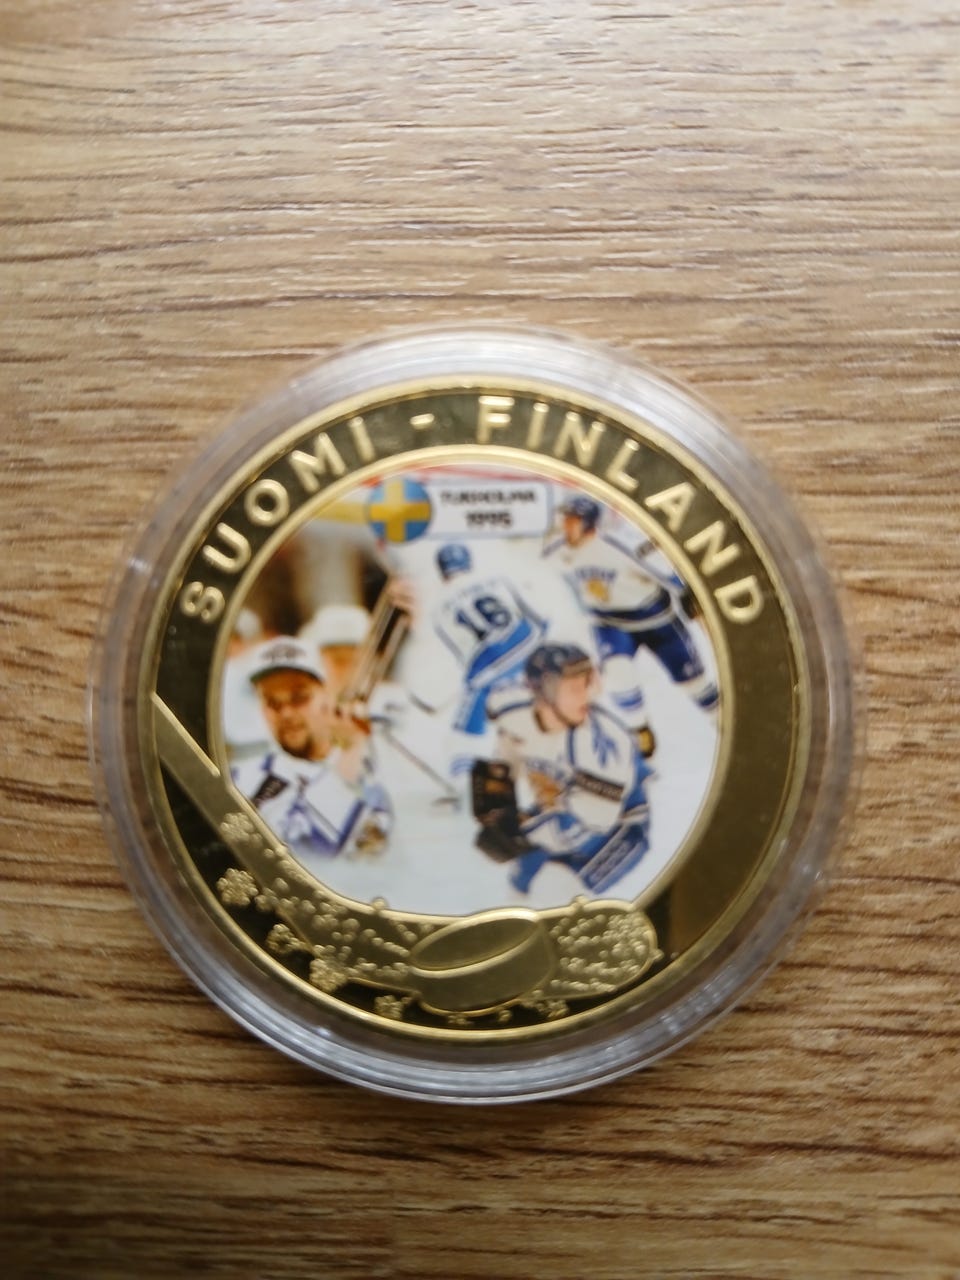 SUOMI - FINLAND
TUKHOLMA
1995
16